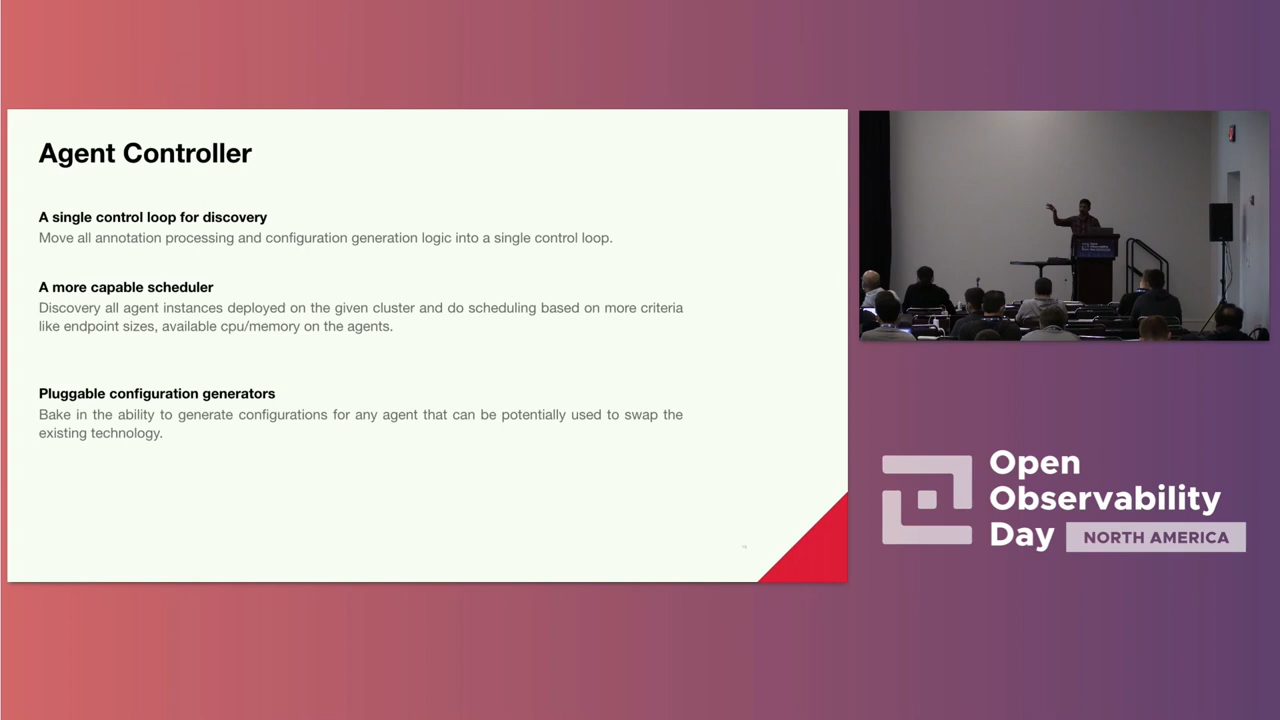 Agent Controller
A single control loop for discovery
Move all annotation processing and configuration generation logic into a single control loop.
A more capable scheduler
Discovery all agent instances deployed on the given cluster and do scheduling based on more criteria
like endpoint sizes, available cpu/memory on the agents.
Pluggable configuration generators
Bake in the ability to generate configurations for any agent that can be potentially used to swap the
existing technology.
Open
Observability
Day NORTH AMERICA